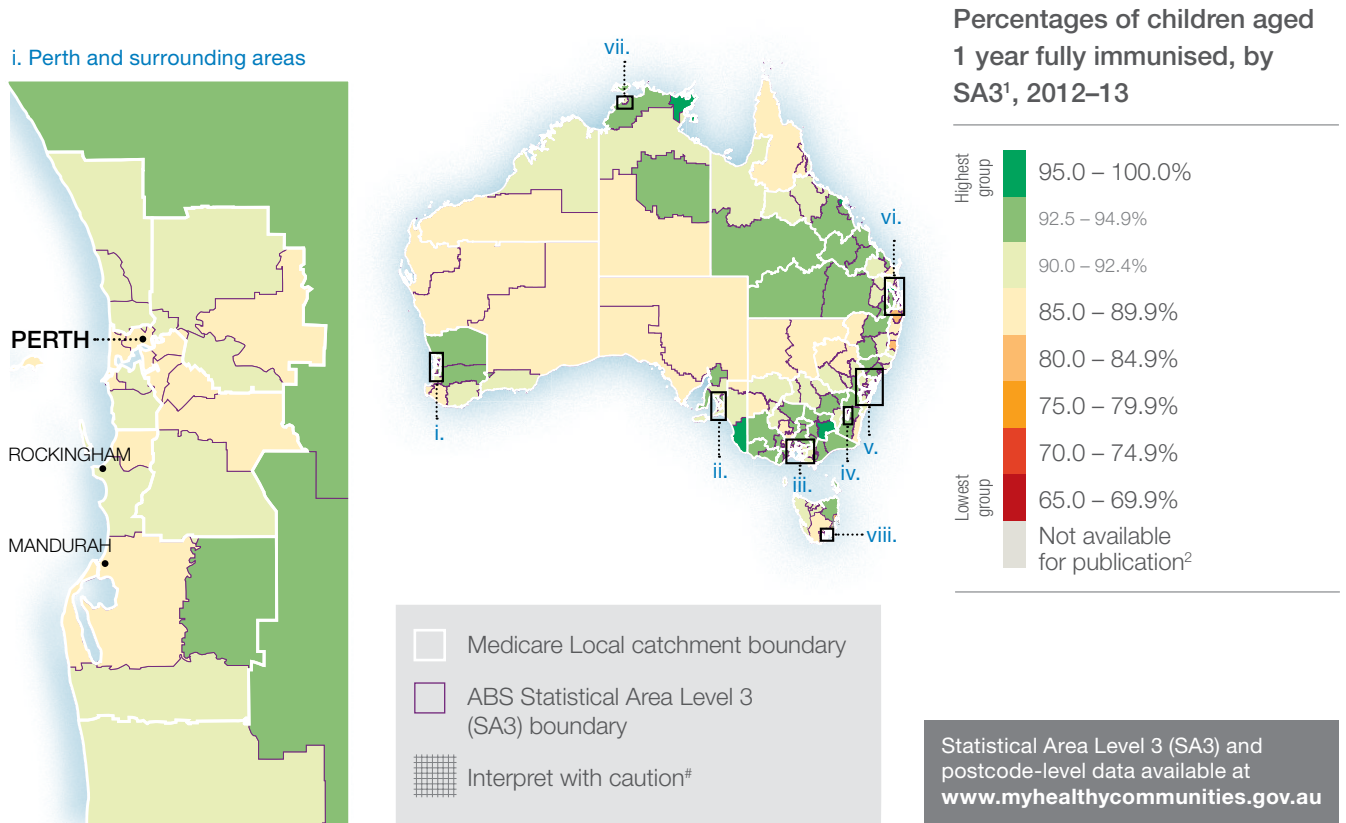 i. Perth and surrounding areas
PERTH
ROCKINGHAM
MANDURAH
vii.
vi.
i.
ii.
iii.
iv.
v.
viii.
Percentages of children aged
1 year fully immunised, by
SA3¹, 2012–13
Highest
group
95.0 – 100.0%
92.5 – 94.9%
90.0 – 92.4%
85.0 – 89.9%
80.0 – 84.9%
75.0 – 79.9%
70.0 – 74.9%
Lowest
group
65.0 – 69.9%
Not available
for publication²
Medicare Local catchment boundary
ABS Statistical Area Level 3
(SA3) boundary
Interpret with caution#
Statistical Area Level 3 (SA3) and
postcode-level data available at
www.myhealthycommunities.gov.au